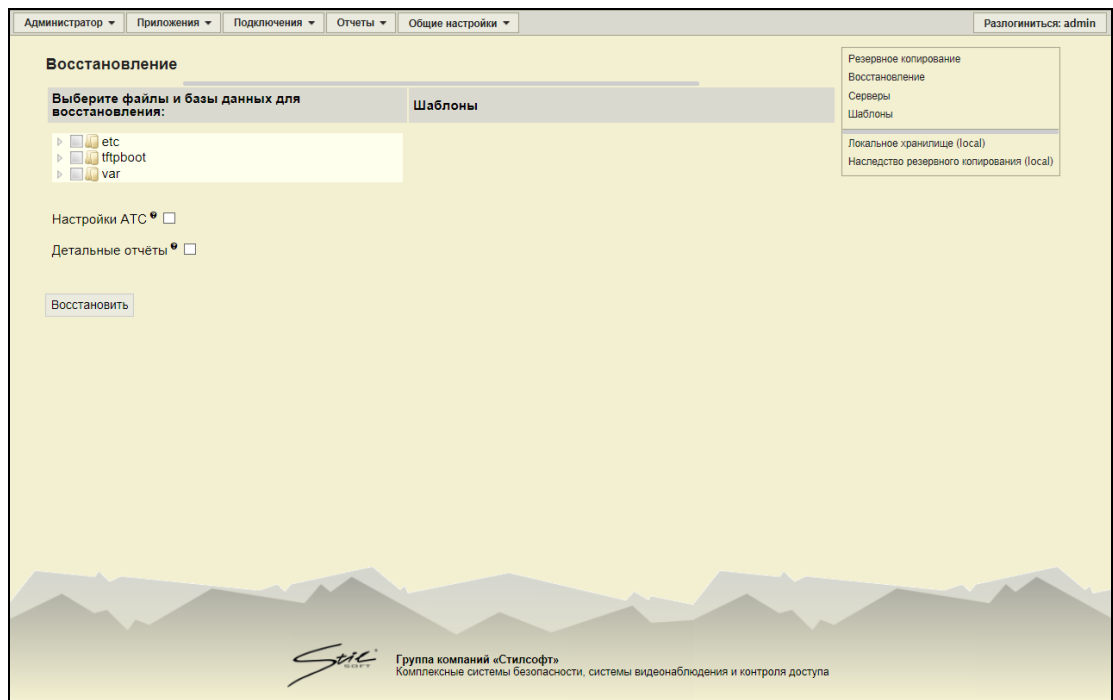 Администратор
Приложения
Подключения
Отчеты
Общие настройки
Разлогиниться: admin
Восстановление
Выберите файлы и базы данных для
восстановления:
Шаблоны
etc
tftpboot
var
Настройки АТС
Детальные отчёты
Восстановить
Резервное копирование
Восстановление
Серверы
Шаблоны
Локальное хранилище (local)
Наследство резервного копирования (local)
Stil
SOFT
Группа компаний «Стилсофт»
Комплексные системы безопасности, системы видеонаблюдения и контроля доступа